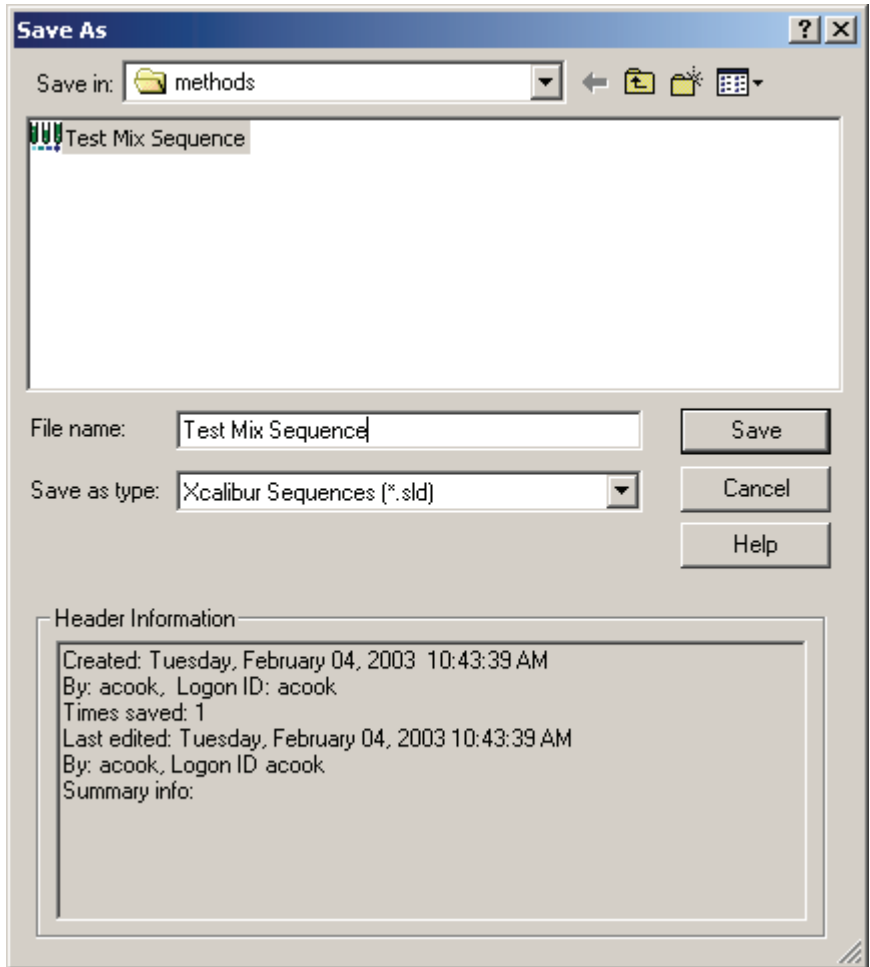 Save As
Save in: methods
Test Mix Sequence
File name: Test Mix Sequence Save
Save as type: Xcalibur Sequences (*.sld) Cancel
Help
Header Information
Created: Tuesday, February 04, 2003 10:43:39 AM
By: acook, Logon ID: acook
Times saved: 1
Last edited: Tuesday, February 04, 2003 10:43:39 AM
By: acook, Logon ID acook
Summary info: